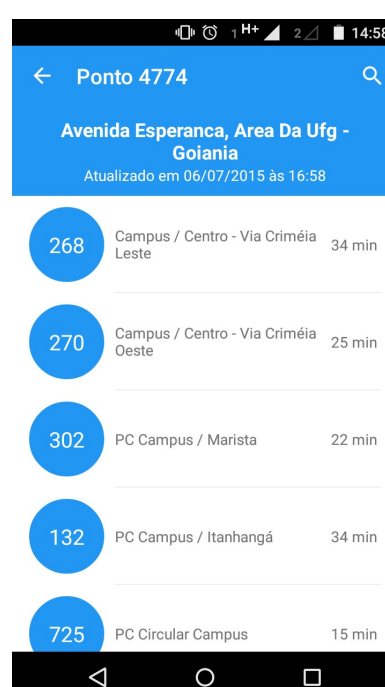 1 H+ 2 14:58
Ponto 4774
Avenida Esperanca, Area Da Ufg -
Goiania
Atualizado em 06/07/2015 às 16:58
268
Campus / Centro - Via Criméia
Leste
34 min
270
Campus / Centro - Via Criméia
Oeste
25 min
302
PC Campus / Marista
22 min
132
PC Campus / Itanhangá
34 min
725
PC Circular Campus
15 min